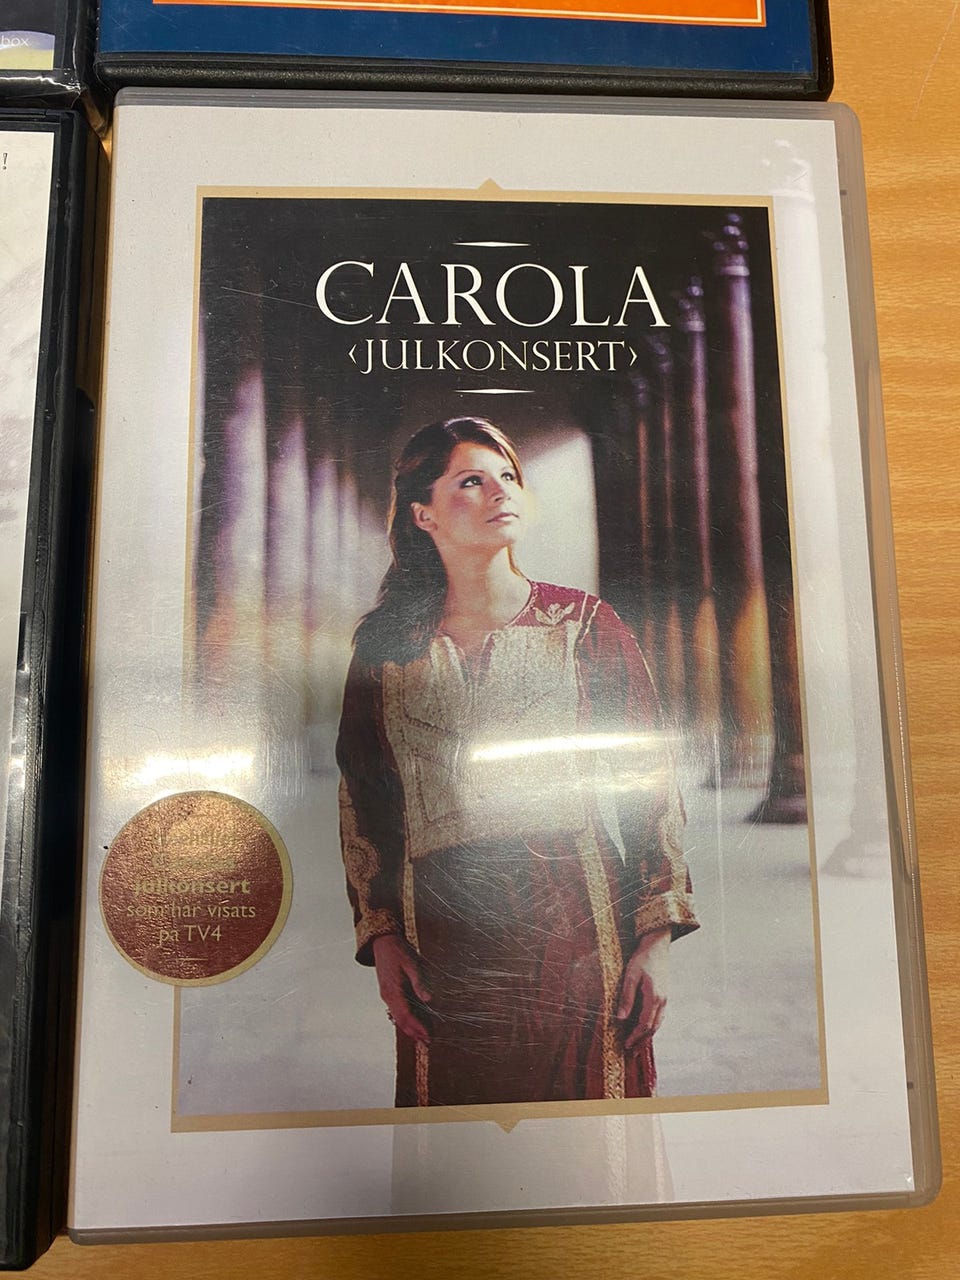 box
!
CAROLA
‹JULKONSERT›
julkonsert
som har visats
på TV4